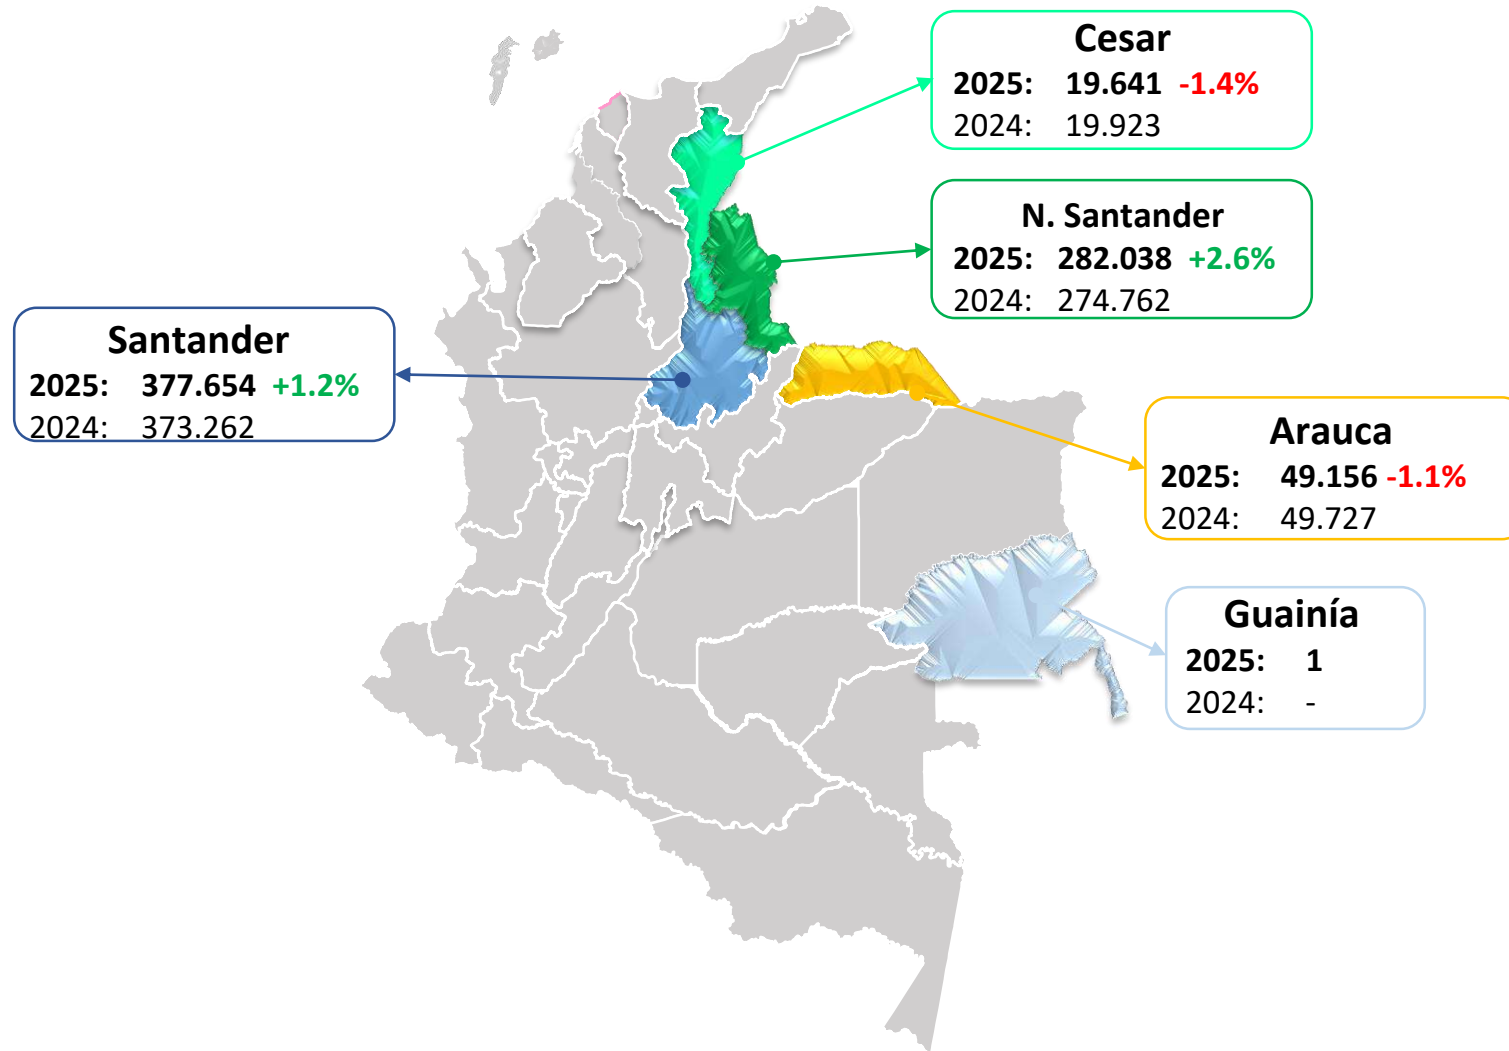 Cesar
2025: 19.641 -1.4%
2024: 19.923
N. Santander
2025: 282.038 +2.6%
2024: 274.762
Santander
2025: 377.654 +1.2%
2024: 373.262
Arauca
2025: 49.156 -1.1%
2024: 49.727
Guainía
2025: 1
2024: -